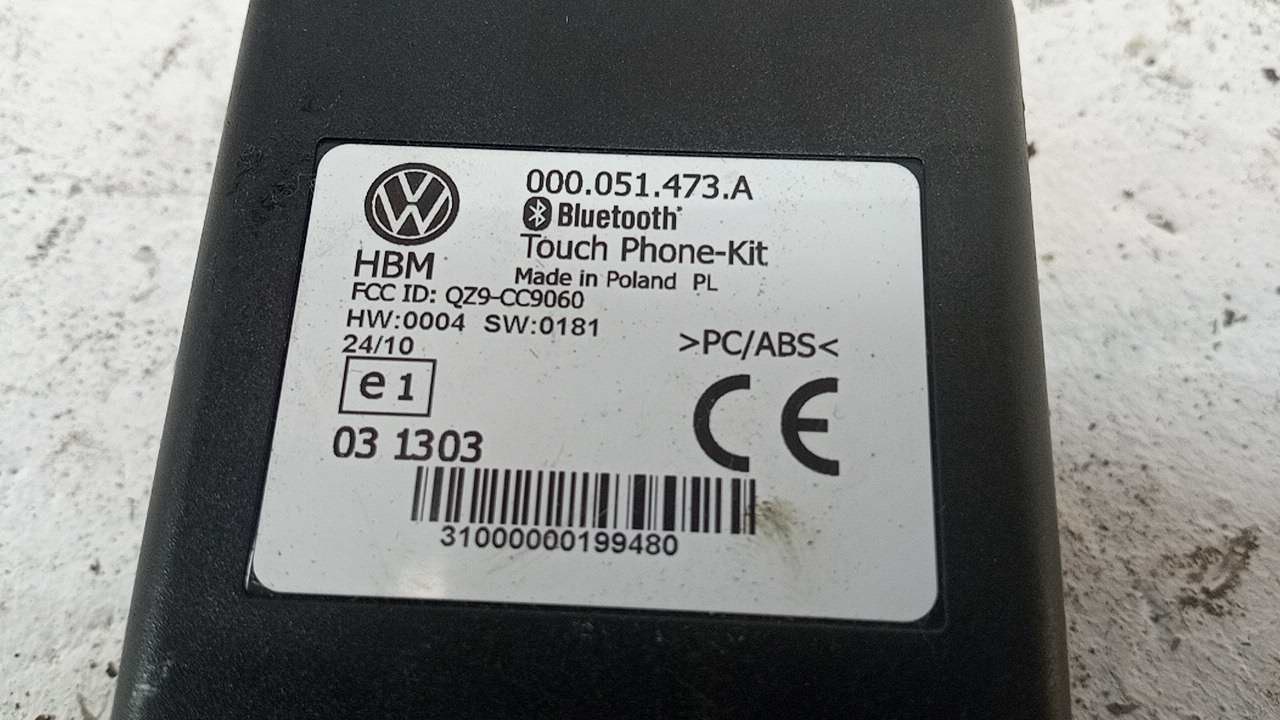 000.051.473.A
Bluetooth
Touch Phone-Kit
HBM
Made in Poland PL
FCC ID: QZ9-CC9060
HW:0004 SW:0181
>PC/ABS<
24/10
e1
CE
03 1303
31000000199480